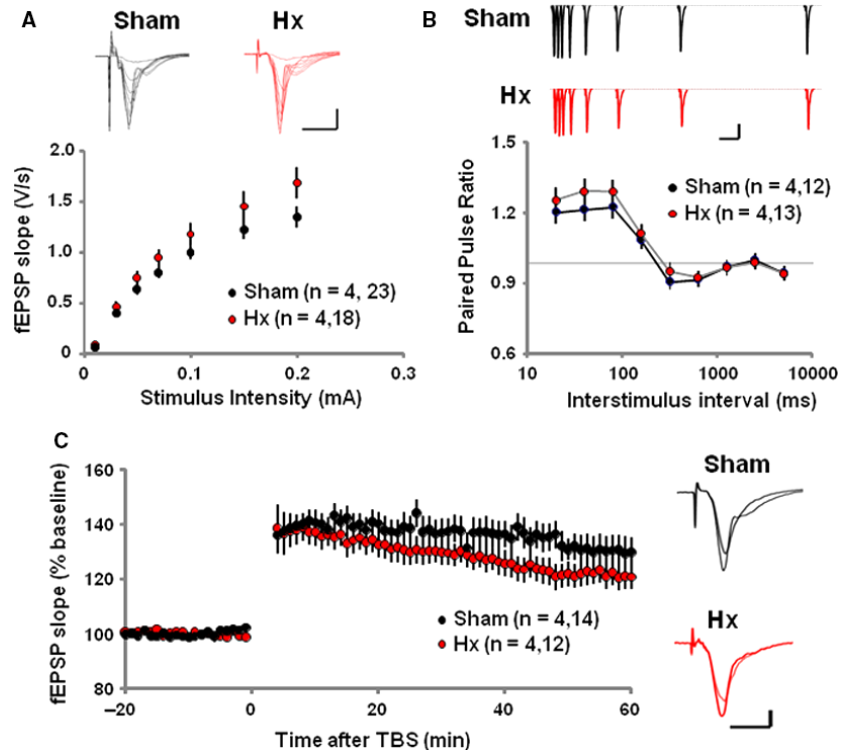 A
Sham
Hx
fEPSP slope (V/s)
2.0
1.5
1.0
0.5
0
Sham (n = 4, 23)
Hx (n = 4,18)
0
0.1
0.2
0.3
Stimulus Intensity (mA)
B
Sham
Hx
Paired Pulse Ratio
1.5
1.2
0.9
0.6
Sham (n = 4,12)
Hx (n = 4,13)
10
100
1000
10000
Interstimulus interval (ms)
C
fEPSP slope (% baseline)
160
140
120
100
80
Sham (n = 4,14)
Hx (n = 4,12)
−20
0
20
40
60
Time after TBS (min)
Sham
Hx